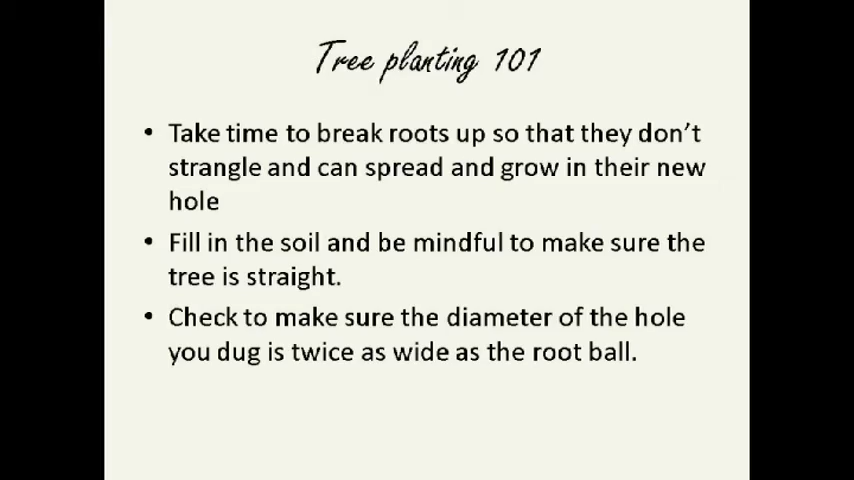 Tree planting 101
• Take time to break roots up so that they don't
strangle and can spread and grow in their new
hole
• Fill in the soil and be mindful to make sure the
tree is straight.
• Check to make sure the diameter of the hole
you dug is twice as wide as the root ball.